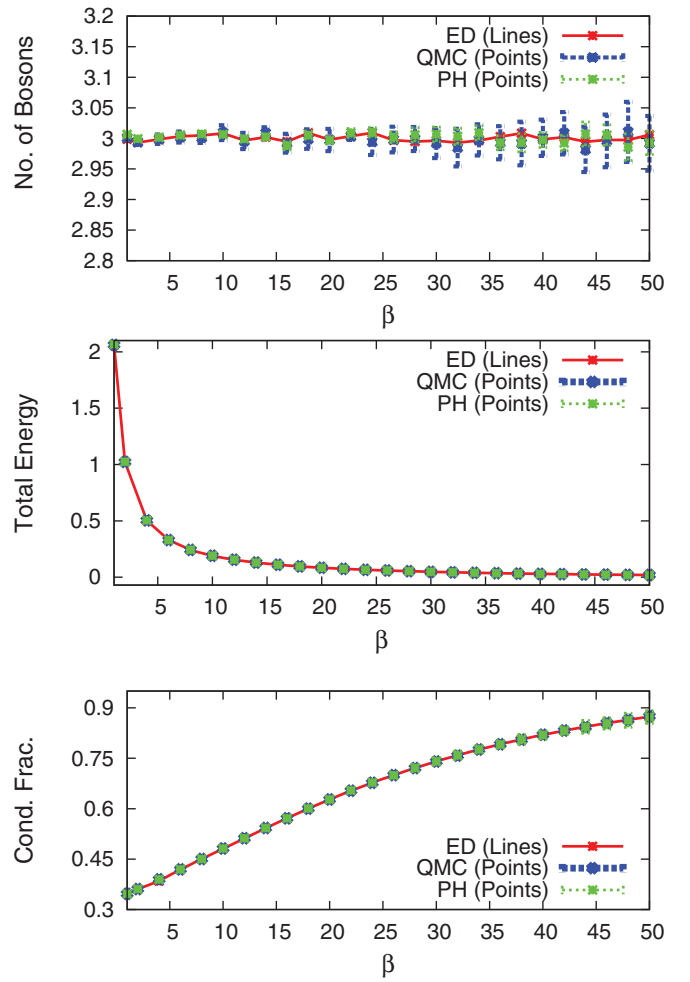 No. of Bosons
3.2
3.15
3.1
3.05
3
2.95
2.9
2.85
2.8
ED (Lines)
QMC (Points)
PH (Points)
5 10 15 20 25 30 35 40 45 50
β
Total Energy
2
1.5
1
0.5
0
ED (Lines)
QMC (Points)
PH (Points)
5 10 15 20 25 30 35 40 45 50
β
Cond. Frac.
0.9
0.75
0.6
0.45
0.3
ED (Lines)
QMC (Points)
PH (Points)
5 10 15 20 25 30 35 40 45 50
β